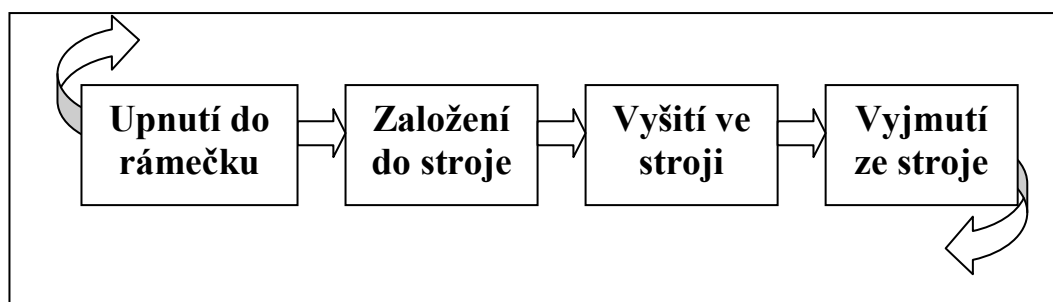 Upnutí do
rámečku
Založení
do stroje
Vyšití ve
stroji
Vyjmutí
ze stroje